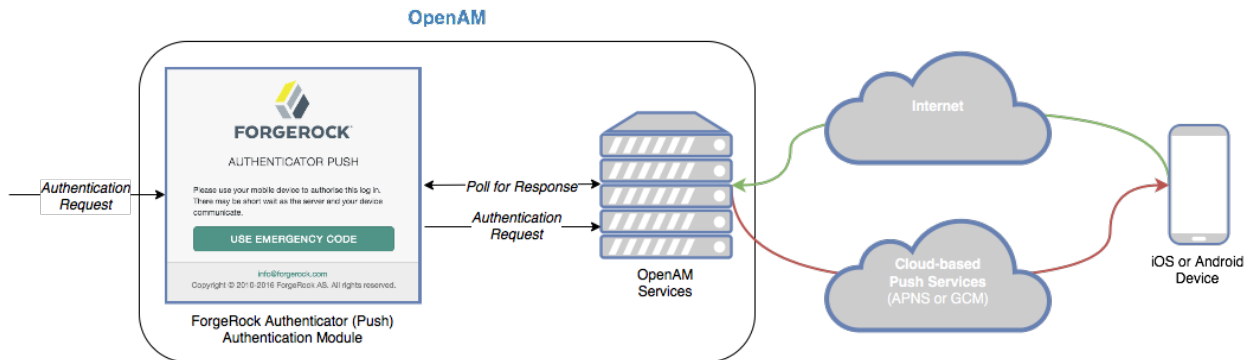 OpenAM
FORGEROCK
AUTHENTICATOR PUSH
Please use your mobile device to authorise this log in.
There may be short wait as the server end your device
communicate.
USE EMERGENCY CODE
info@forgerock.com
Copyright © 2010-2016 ForgeRock AS. All rights reserved.
ForgeRock Authenticator (Push)
Authentication Module
Authentication
Request
Poll for Response
Authentication
Request
OpenAM
Services
Internet
Cloud-based
Push Services
(APNS or GCM)
iOS or Android
Device